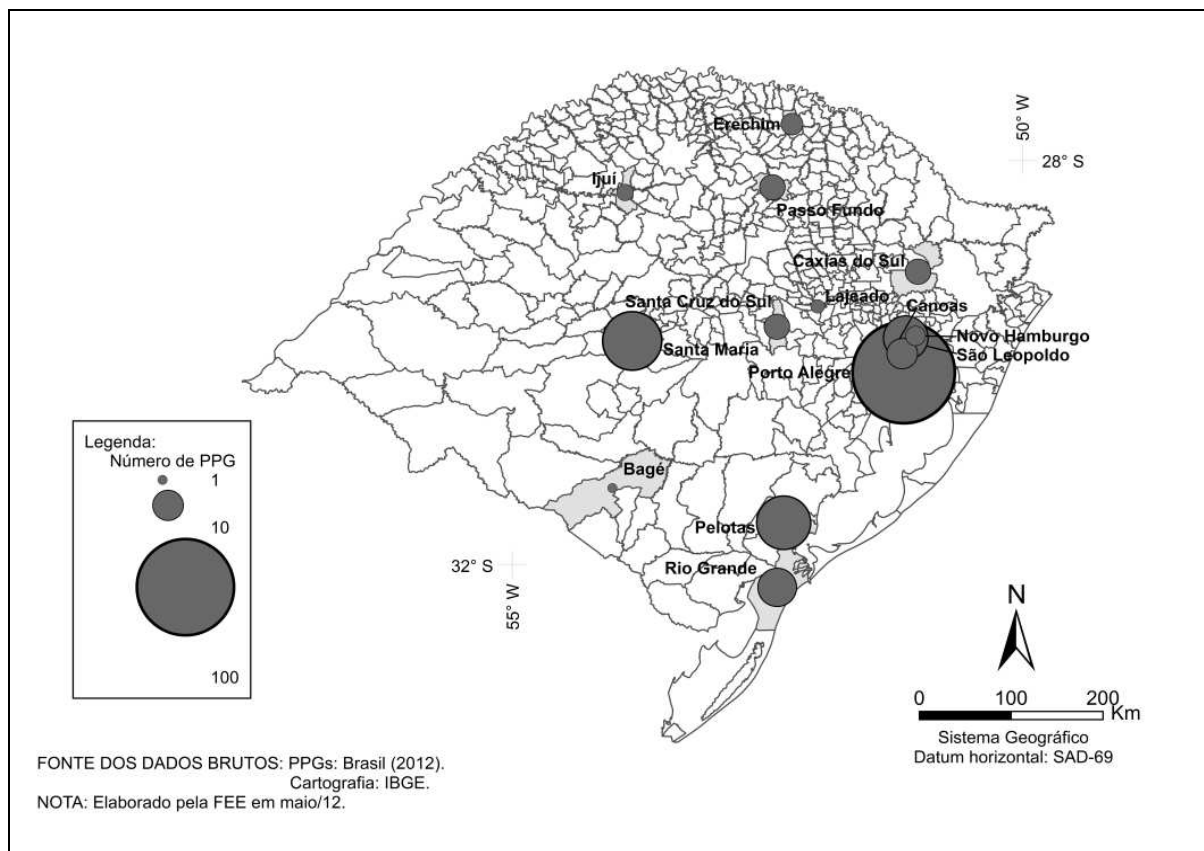 50° W
28° S
Erechim
Ijuí
Passo Fundo
Caxias do Sul
Lajeado
Canoas
Santa Cruz do Sul
Novo Hamburgo
Santa Maria
São Leopoldo
Porto Alegre
Legenda:
Número de PPG
1
10
100
Bagé
Pelotas
Rio Grande
32° S
55° W
N
0 100 200
Km
Sistema Geográfico
Datum horizontal: SAD-69
FONTE DOS DADOS BRUTOS: PPGs: Brasil (2012).
Cartografia: IBGE.
NOTA: Elaborado pela FEE em maio/12.